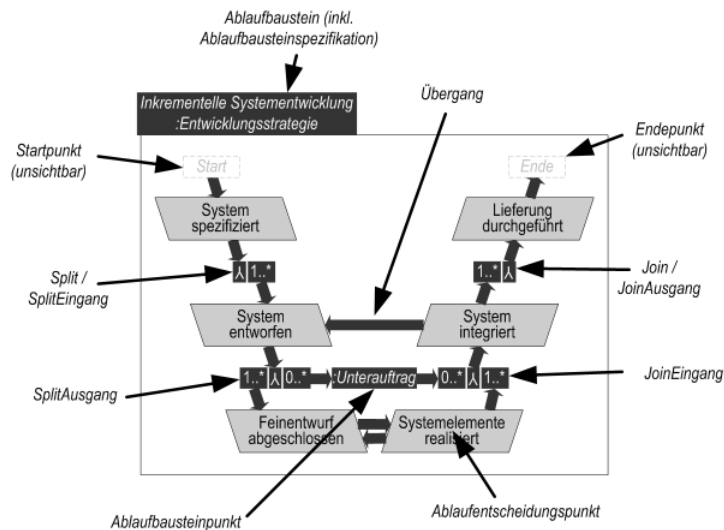 Ablaufbaustein (inkl.
Ablaufbausteinspezifikation)
Inkrementelle Systementwicklung
:Entwicklungsstrategie
Übergang
Startpunkt
(unsichtbar)
Start
Ende
Endepunkt
(unsichtbar)
System
spezifiziert
Lieferung
durchgeführt
Split /
SplitEingang
1..*
1..*
Join /
JoinAusgang
System
entworfen
System
integriert
SplitAusgang
1..*
0..*
:Unterauftrag
0..*
1..*
JoinEingang
Feinentwurf
abgeschlossen
Systemelemente
realisiert
Ablaufbausteinpunkt
Ablaufentscheidungspunkt